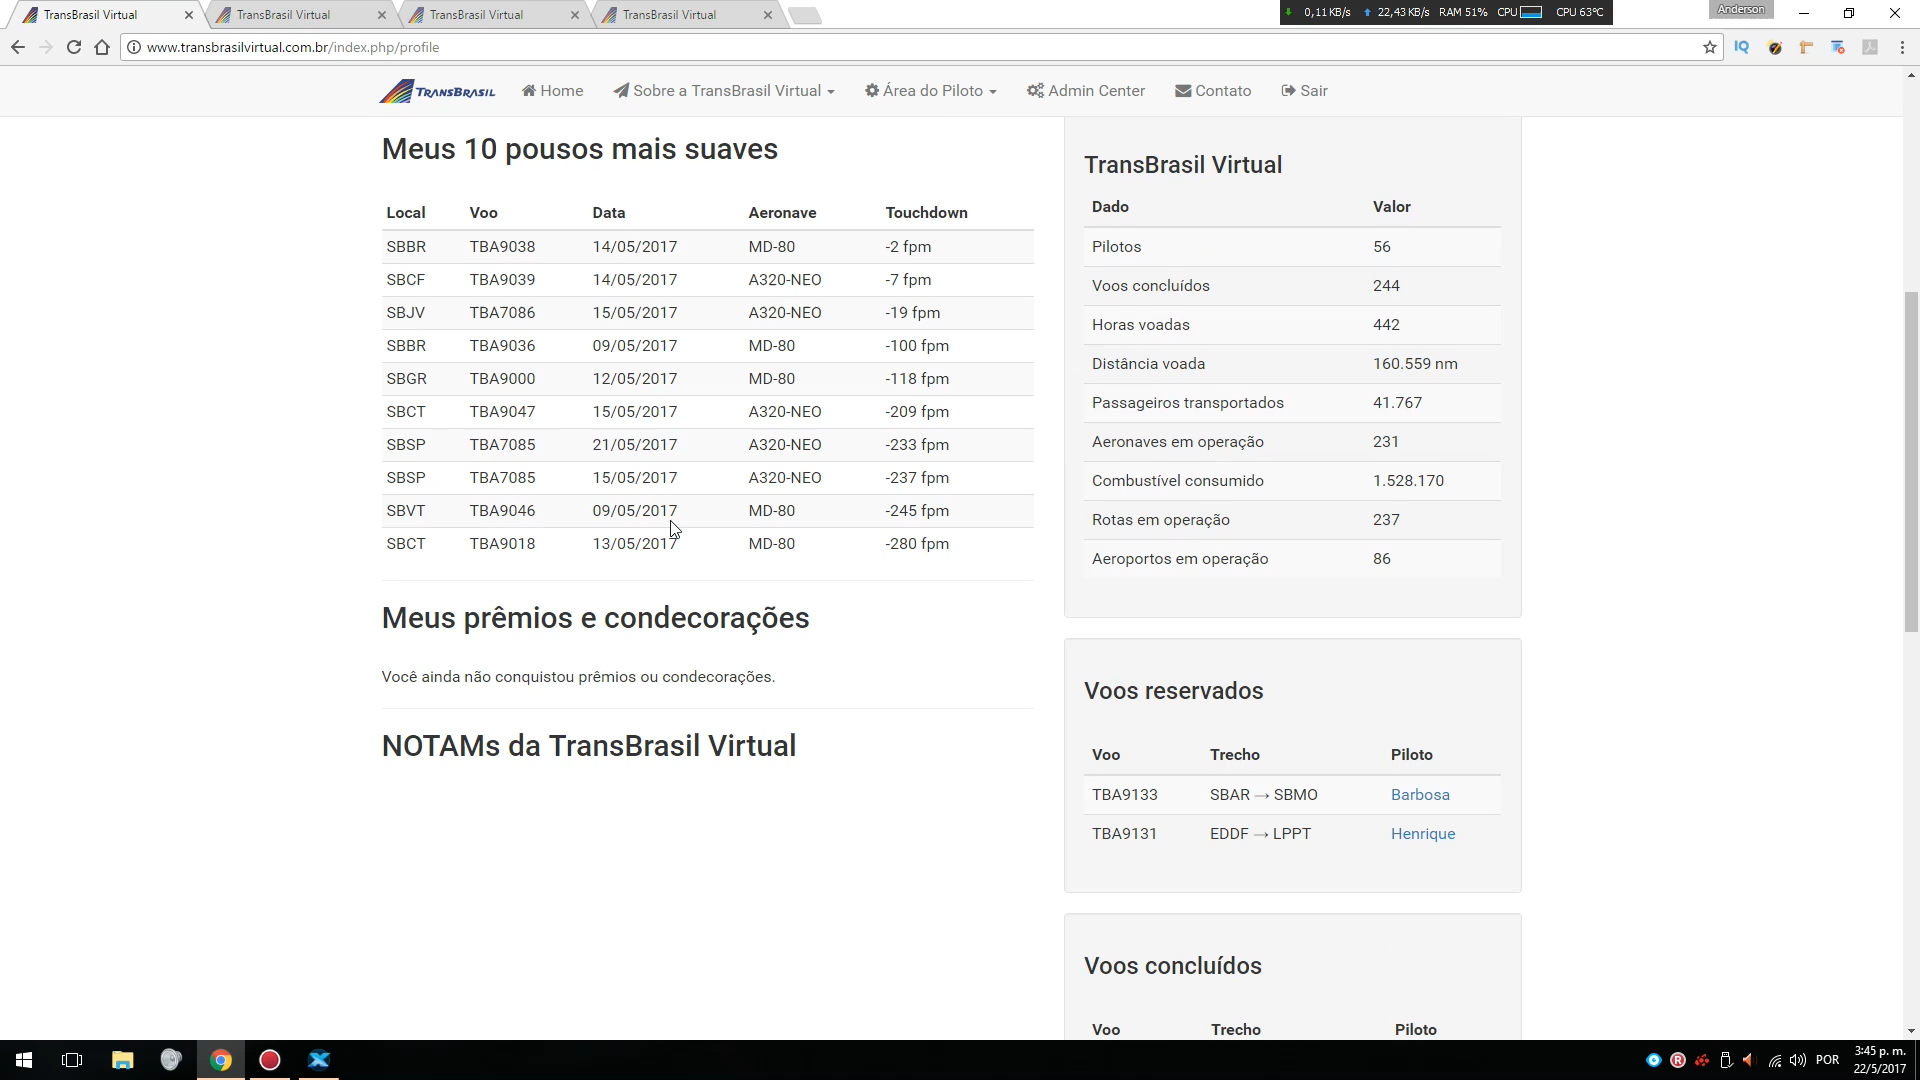 TransBrasil Virtual
TransBrasil Virtual
TransBrasil Virtual
TransBrasil Virtual
0,11KB/s 22,43KB/s RAM 51% CPU CPU 63°C
Anderson
www.transbrasilvirtual.com.br/index.php/profile
TRANSBRASIL Home Sobre a TransBrasil Virtual Área do Piloto Admin Center Contato Sair
Meus 10 pousos mais suaves
Local Voo Data Aeronave Touchdown
SBBR TBA9038 14/05/2017 MD-80 -2 fpm
SBCF TBA9039 14/05/2017 A320-NEO -7 fpm
SBJV TBA7086 15/05/2017 A320-NEO -19 fpm
SBBR TBA9036 09/05/2017 MD-80 -100 fpm
SBGR TBA9000 12/05/2017 MD-80 -118 fpm
SBCT TBA9047 15/05/2017 A320-NEO -209 fpm
SBSP TBA7085 21/05/2017 A320-NEO -233 fpm
SBSP TBA7085 15/05/2017 A320-NEO -237 fpm
SBVT TBA9046 09/05/2017 MD-80 -245 fpm
SBCT TBA9018 13/05/2017 MD-80 -280 fpm
Meus prêmios e condecorações
Você ainda não conquistou prêmios ou condecorações.
NOTAMs da TransBrasil Virtual
TransBrasil Virtual
Dado Valor
Pilotos 56
Voos concluídos 244
Horas voadas 442
Distância voada 160.559 nm
Passageiros transportados 41.767
Aeronaves em operação 231
Combustível consumido 1.528.170
Rotas em operação 237
Aeroportos em operação 86
Voos reservados
Voo Trecho Piloto
TBA9133 SBAR → SBMO Barbosa
TBA9131 EDDF → LPPT Henrique
Voos concluídos
Voo Trecho Piloto
POR
3:45 p. m.
22/5/2017